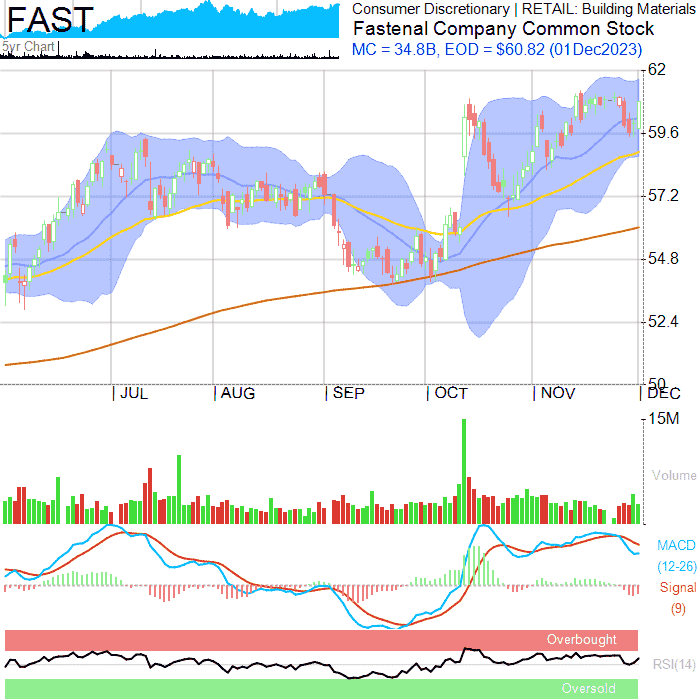 FAST
Consumer Discretionary | RETAIL: Building Materials
Fastenal Company Common Stock
5yr Chart
MC = 34.8B, EOD = $60.82 (01Dec2023)
62
59.6
57.2
54.8
52.4
50
JUL AUG SEP OCT NOV DEC
15M
Volume
MACD
(12-26)
Signal
(9)
Overbought
RSI(14)
Oversold